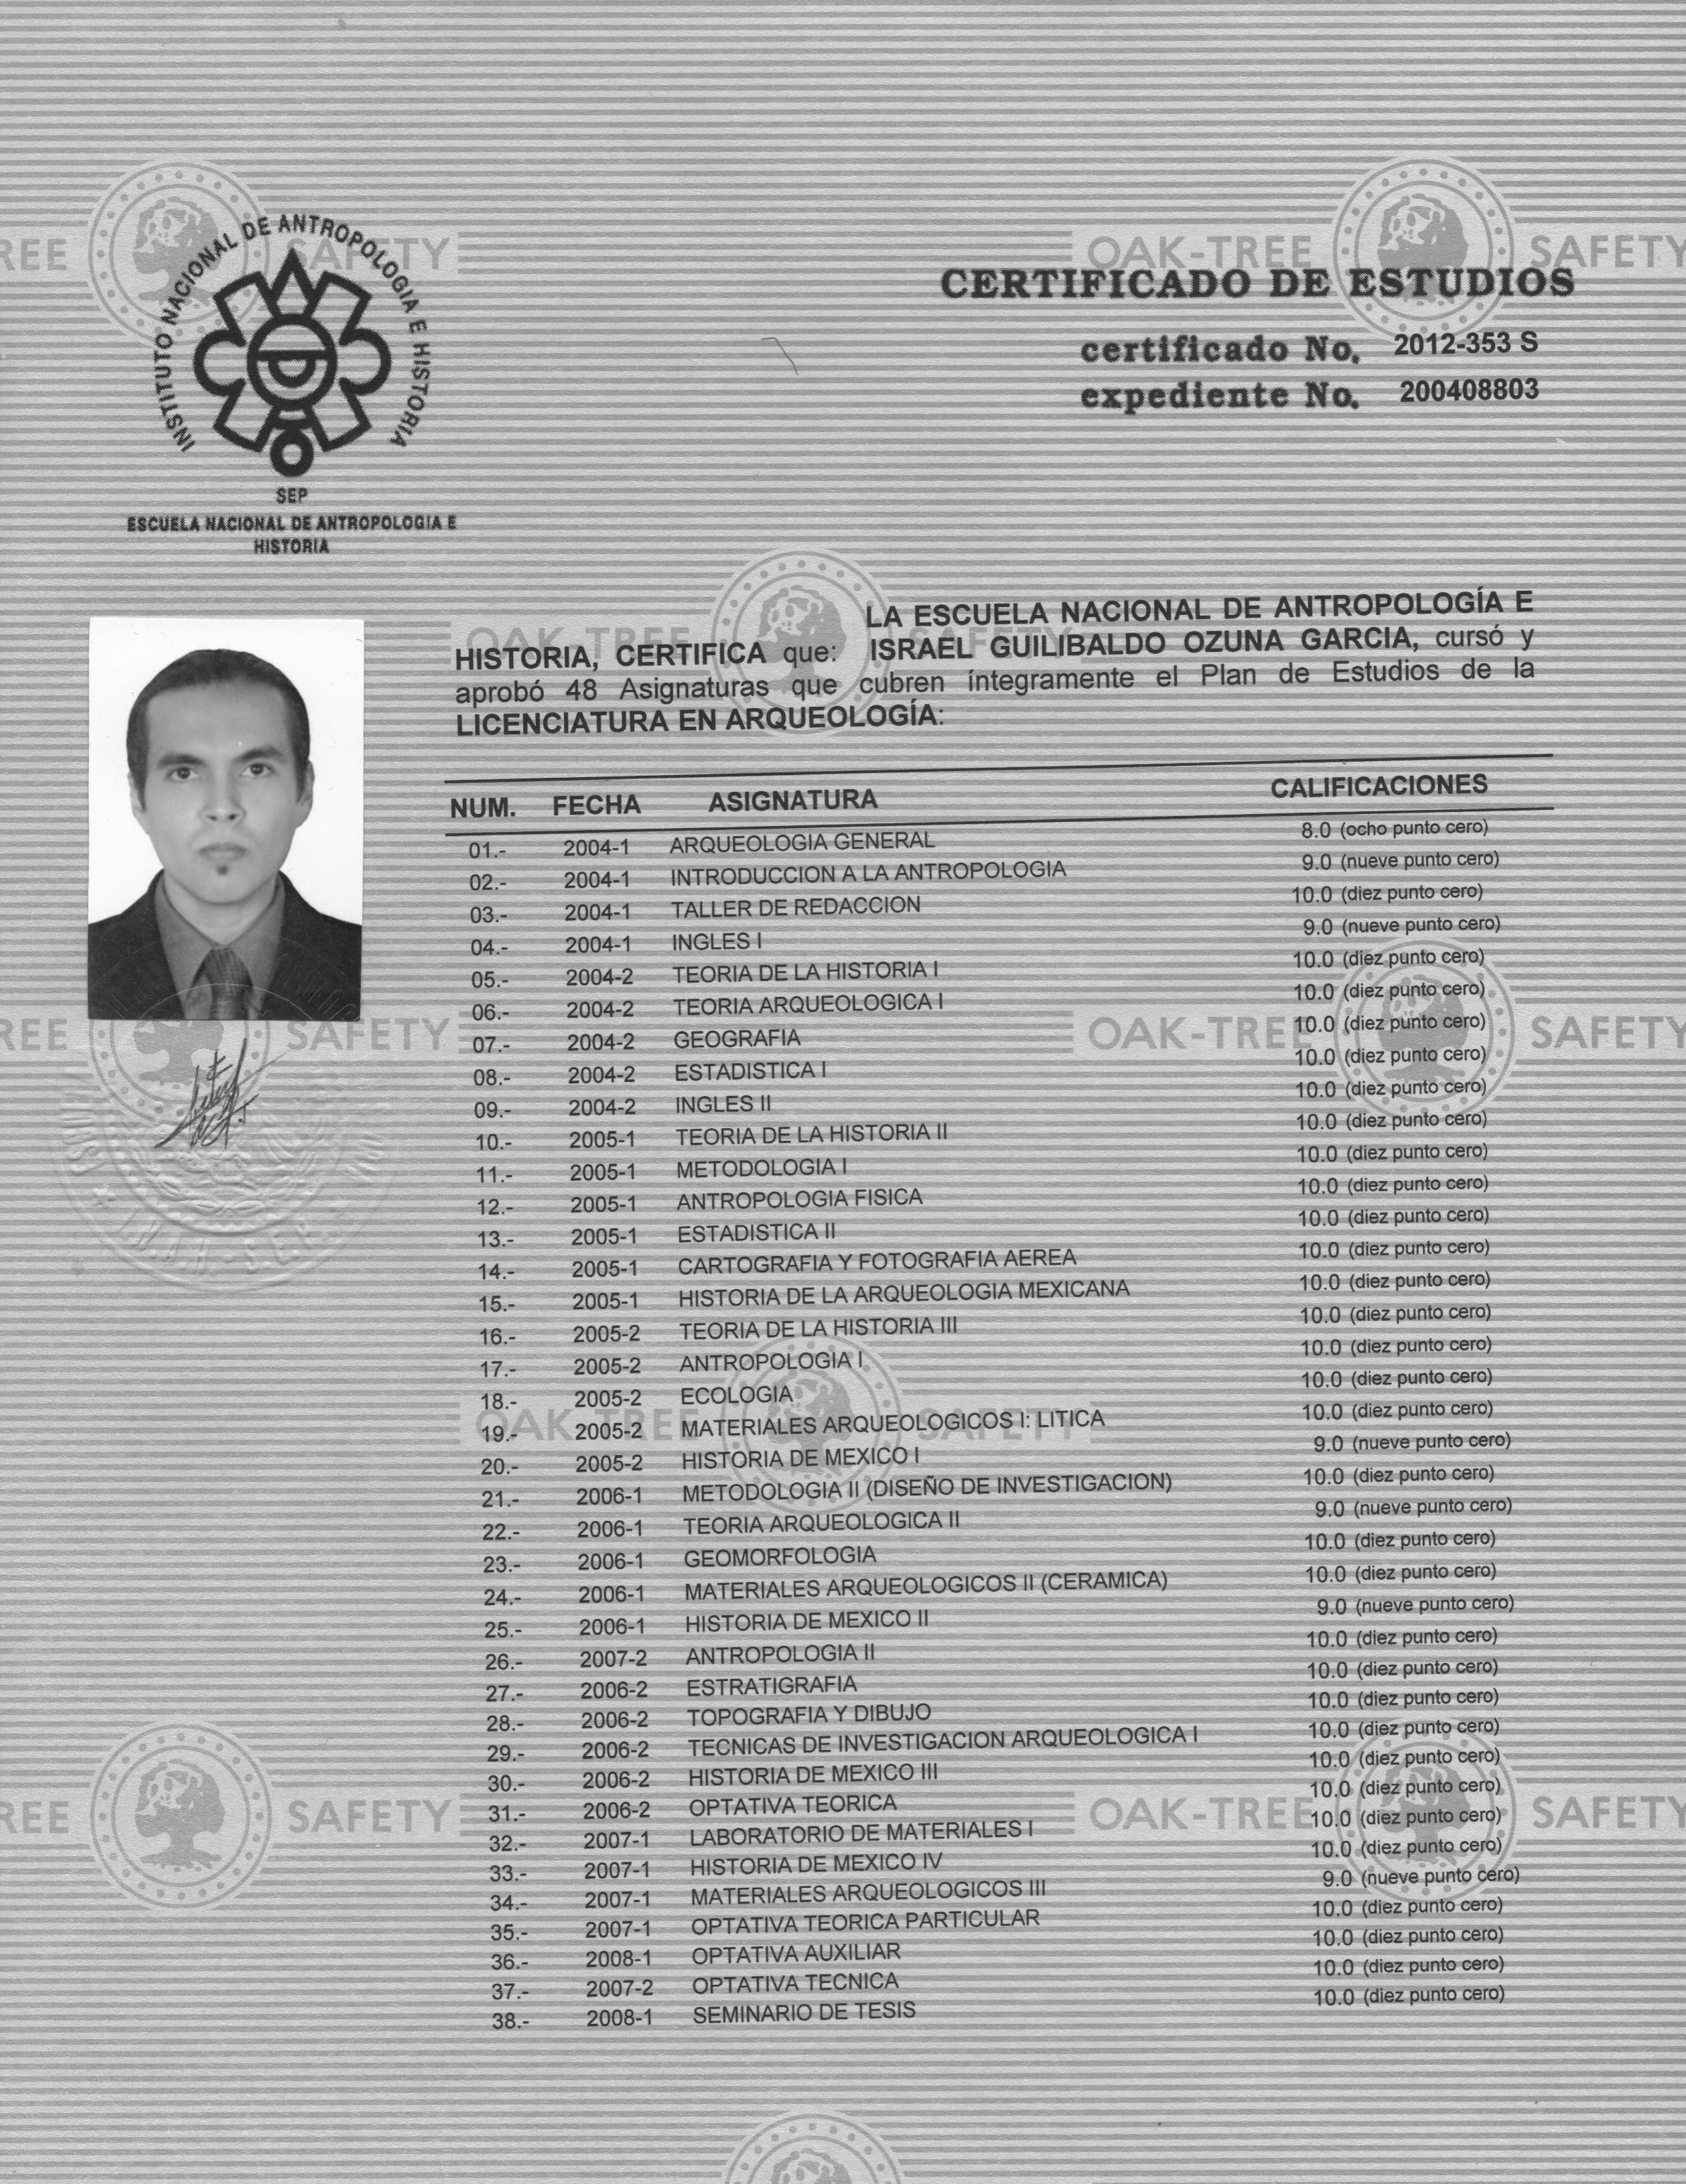 INSTITUTO NACIONAL DE ANTROPOLOGIA E HISTORIA
SEP
ESCUELA NACIONAL DE ANTROPOLOGIA E
HISTORIA
CERTIFICADO DE ESTUDIOS
certificado No. 2012-353 S
expediente No. 200408803
LA ESCUELA NACIONAL DE ANTROPOLOGÍA E
HISTORIA, CERTIFICA que: ISRAEL GUILIBALDO OZUNA GARCIA, cursó y
aprobó 48 Asignaturas que cubren íntegramente el Plan de Estudios de la
LICENCIATURA EN ARQUEOLOGÍA:
NUM. FECHA ASIGNATURA CALIFICACIONES
01.- 2004-1 ARQUEOLOGIA GENERAL 8.0 (ocho punto cero)
02.- 2004-1 INTRODUCCION A LA ANTROPOLOGIA 9.0 (nueve punto cero)
03.- 2004-1 TALLER DE REDACCION 10.0 (diez punto cero)
04.- 2004-1 INGLES I 9.0 (nueve punto cero)
05.- 2004-2 TEORIA DE LA HISTORIA I 10.0 (diez punto cero)
06.- 2004-2 TEORIA ARQUEOLOGICA I 10.0 (diez punto cero)
07.- 2004-2 GEOGRAFIA 10.0 (diez punto cero)
08.- 2004-2 ESTADISTICA I 10.0 (diez punto cero)
09.- 2004-2 INGLES II 10.0 (diez punto cero)
10.- 2005-1 TEORIA DE LA HISTORIA II 10.0 (diez punto cero)
11.- 2005-1 METODOLOGIA I 10.0 (diez punto cero)
12.- 2005-1 ANTROPOLOGIA FISICA 10.0 (diez punto cero)
13.- 2005-1 ESTADISTICA II 10.0 (diez punto cero)
14.- 2005-1 CARTOGRAFIA Y FOTOGRAFIA AEREA 10.0 (diez punto cero)
15.- 2005-1 HISTORIA DE LA ARQUEOLOGIA MEXICANA 10.0 (diez punto cero)
16.- 2005-2 TEORIA DE LA HISTORIA III 10.0 (diez punto cero)
17.- 2005-2 ANTROPOLOGIA I 10.0 (diez punto cero)
18.- 2005-2 ECOLOGIA 10.0 (diez punto cero)
19.- 2005-2 MATERIALES ARQUEOLOGICOS I: LITICA 10.0 (diez punto cero)
20.- 2005-2 HISTORIA DE MEXICO I 9.0 (nueve punto cero)
21.- 2006-1 METODOLOGIA II (DISEÑO DE INVESTIGACION) 10.0 (diez punto cero)
22.- 2006-1 TEORIA ARQUEOLOGICA II 9.0 (nueve punto cero)
23.- 2006-1 GEOMORFOLOGIA 10.0 (diez punto cero)
24.- 2006-1 MATERIALES ARQUEOLOGICOS II (CERAMICA) 10.0 (diez punto cero)
25.- 2006-1 HISTORIA DE MEXICO II 9.0 (nueve punto cero)
26.- 2007-2 ANTROPOLOGIA II 10.0 (diez punto cero)
27.- 2006-2 ESTRATIGRAFIA 10.0 (diez punto cero)
28.- 2006-2 TOPOGRAFIA Y DIBUJO 10.0 (diez punto cero)
29.- 2006-2 TECNICAS DE INVESTIGACION ARQUEOLOGICA I 10.0 (diez punto cero)
30.- 2006-2 HISTORIA DE MEXICO III 10.0 (diez punto cero)
31.- 2006-2 OPTATIVA TEORICA 10.0 (diez punto cero)
32.- 2007-1 LABORATORIO DE MATERIALES I 10.0 (diez punto cero)
33.- 2007-1 HISTORIA DE MEXICO IV 10.0 (diez punto cero)
34.- 2007-1 MATERIALES ARQUEOLOGICOS III 9.0 (nueve punto cero)
35.- 2007-1 OPTATIVA TEORICA PARTICULAR 10.0 (diez punto cero)
36.- 2008-1 OPTATIVA AUXILIAR 10.0 (diez punto cero)
37.- 2007-2 OPTATIVA TECNICA 10.0 (diez punto cero)
38.- 2008-1 SEMINARIO DE TESIS 10.0 (diez punto cero)